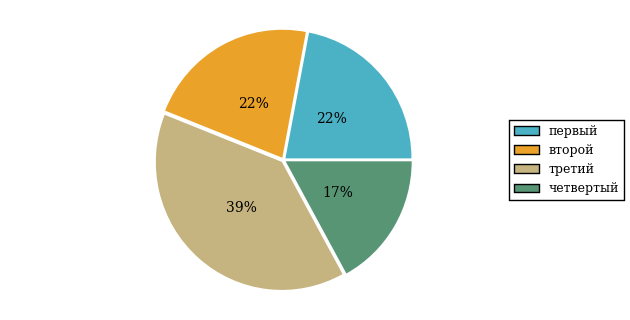 22%
22%
39%
17%
первый
второй
третий
четвертый